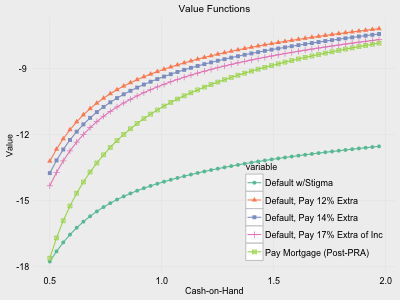 Value Functions
Value
-9
-12
-15
-18
variable
Default w/Stigma
Default, Pay 12% Extra
Default, Pay 14% Extra
Default, Pay 17% Extra of Inc
Pay Mortgage (Post-PRA)
0.5 1.0 1.5 2.0
Cash-on-Hand